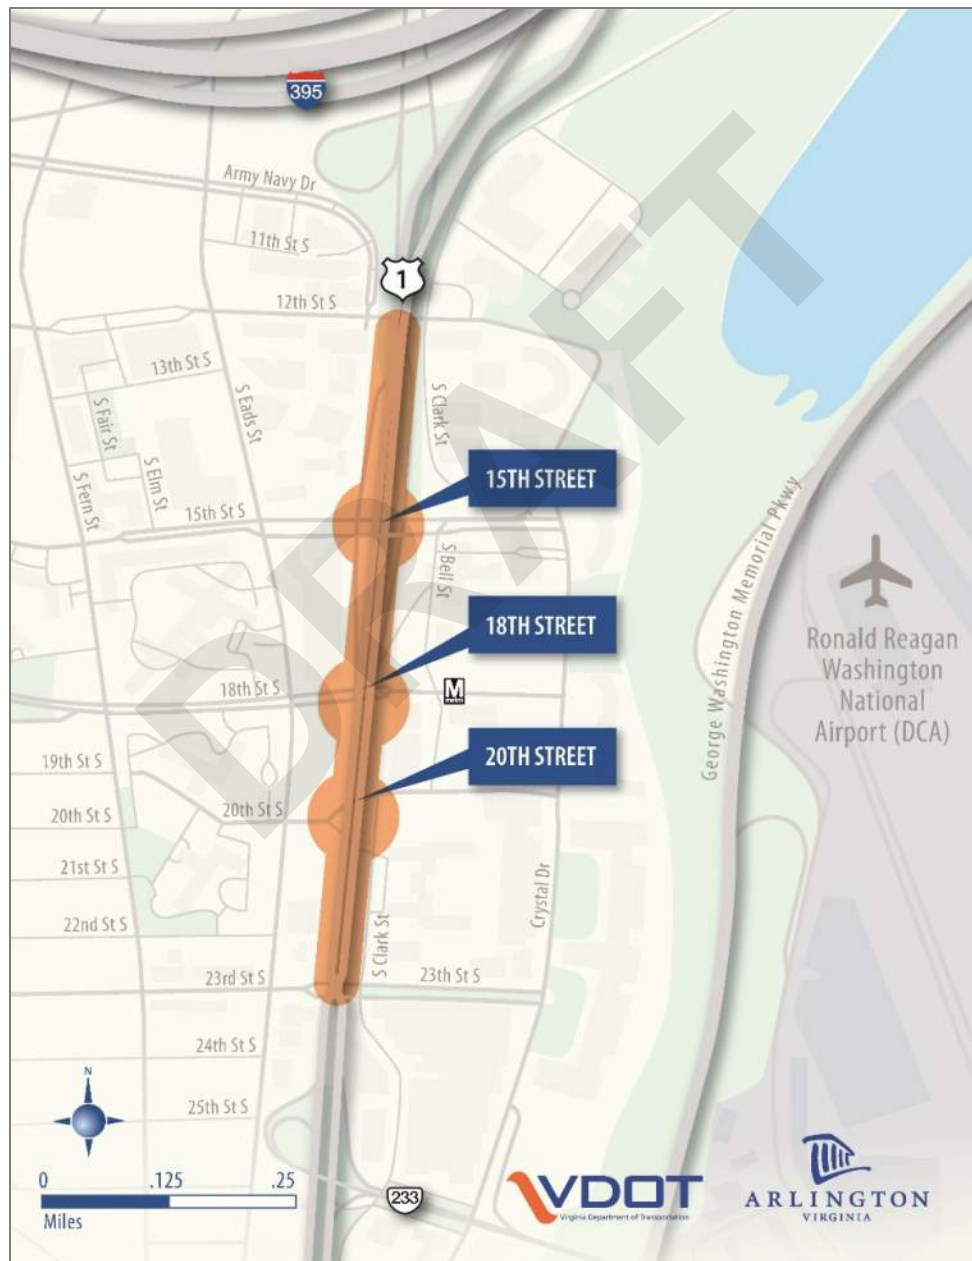 395
Army Navy Dr
11th St S
1
12th St S
13th St S
S Fair St
S Eads St
S Clark St
S Elm St
S Fern St
15TH STREET
15th St S
S Bell St
George Washington Memorial Pkwy
18TH STREET
Ronald Reagan
Washington
National
Airport (DCA)
18th St S
M
metro
20TH STREET
19th St S
20th St S
20th St S
21st St S
Crystal Dr
22nd St S
S Clark St
23rd St S
23th St S
24th St S
N
25th St S
0 .125 .25
Miles
233
VDOT
Virginia Department of Transportation
ARLINGTON
VIRGINIA
DRAFT